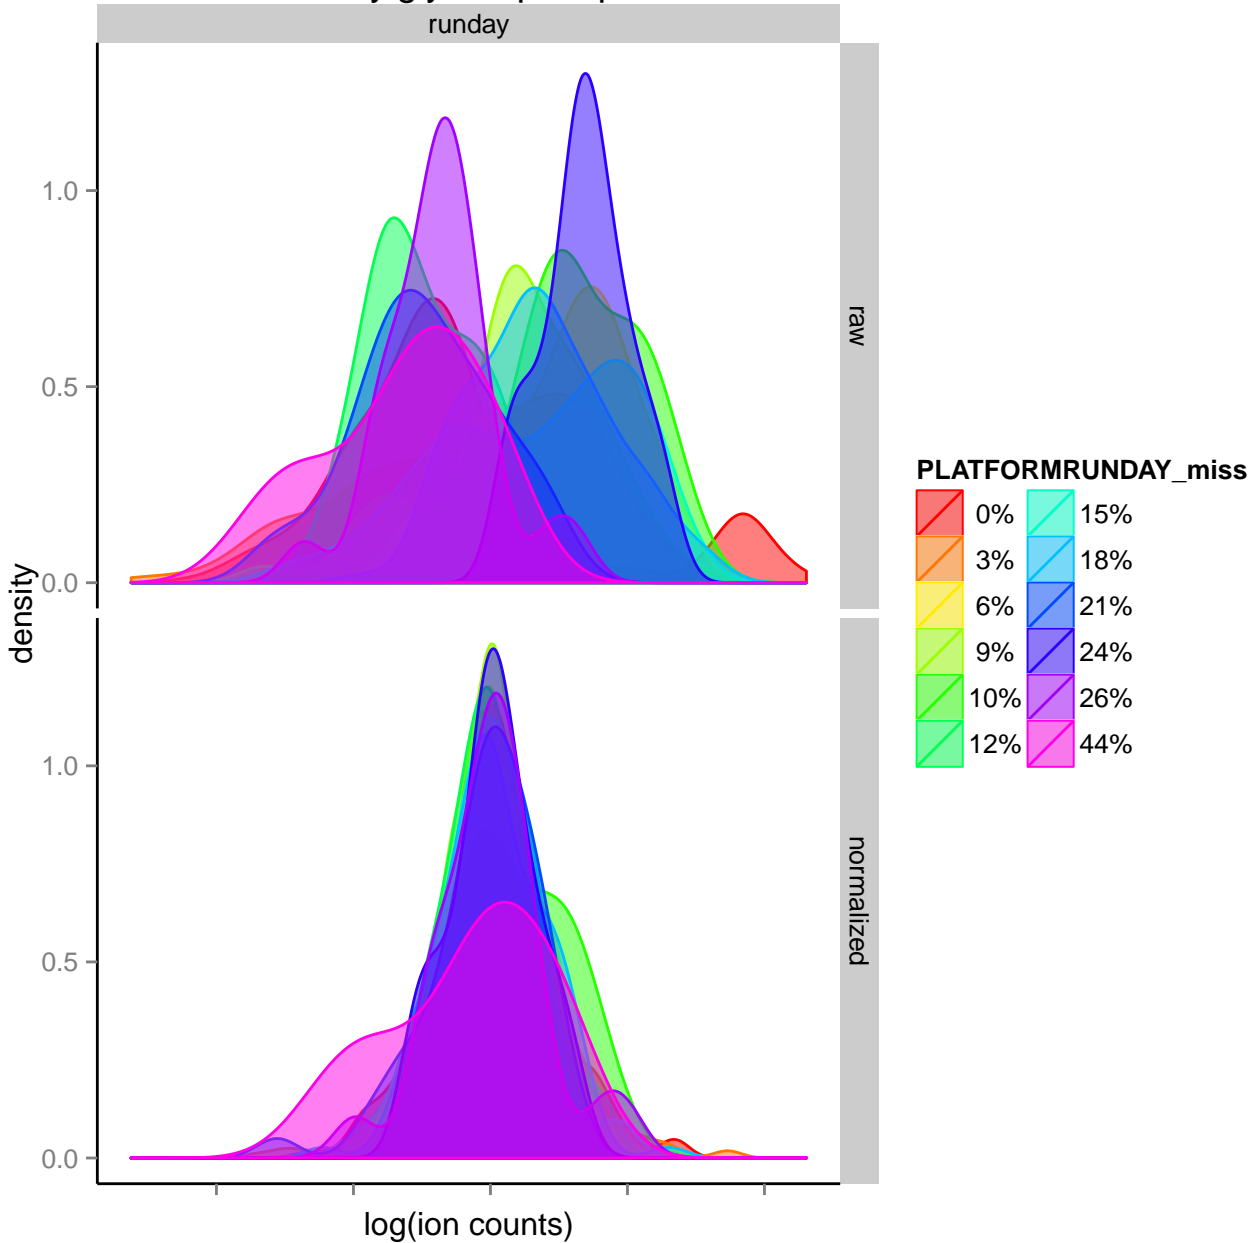 runday
raw
normalized
density
1.0
0.5
0.0
1.0
0.5
0.0
log(ion counts)
PLATFORMRUNDAY_miss
0% 15%
3% 18%
6% 21%
9% 24%
10% 26%
12% 44%